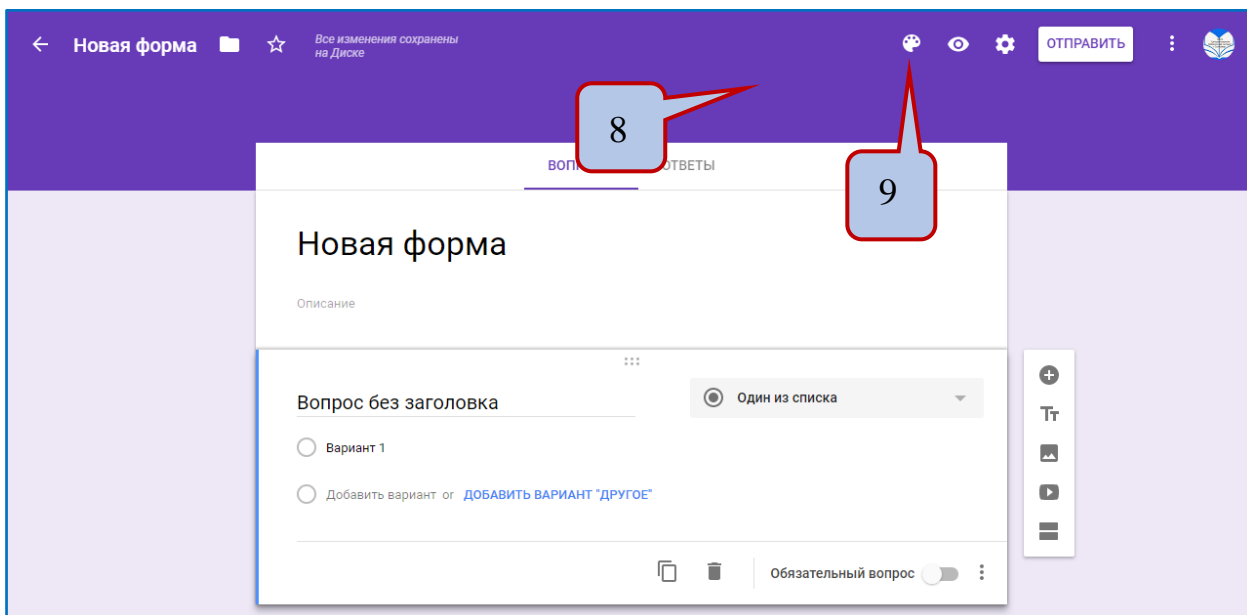 Новая форма
Все изменения сохранены
на Диске
ОТПРАВИТЬ
8
ОТВЕТЫ
9
Новая форма
Описание
Вопрос без заголовка
Один из списка
Вариант 1
Добавить вариант or ДОБАВИТЬ ВАРИАНТ "ДРУГОЕ"
Обязательный вопрос